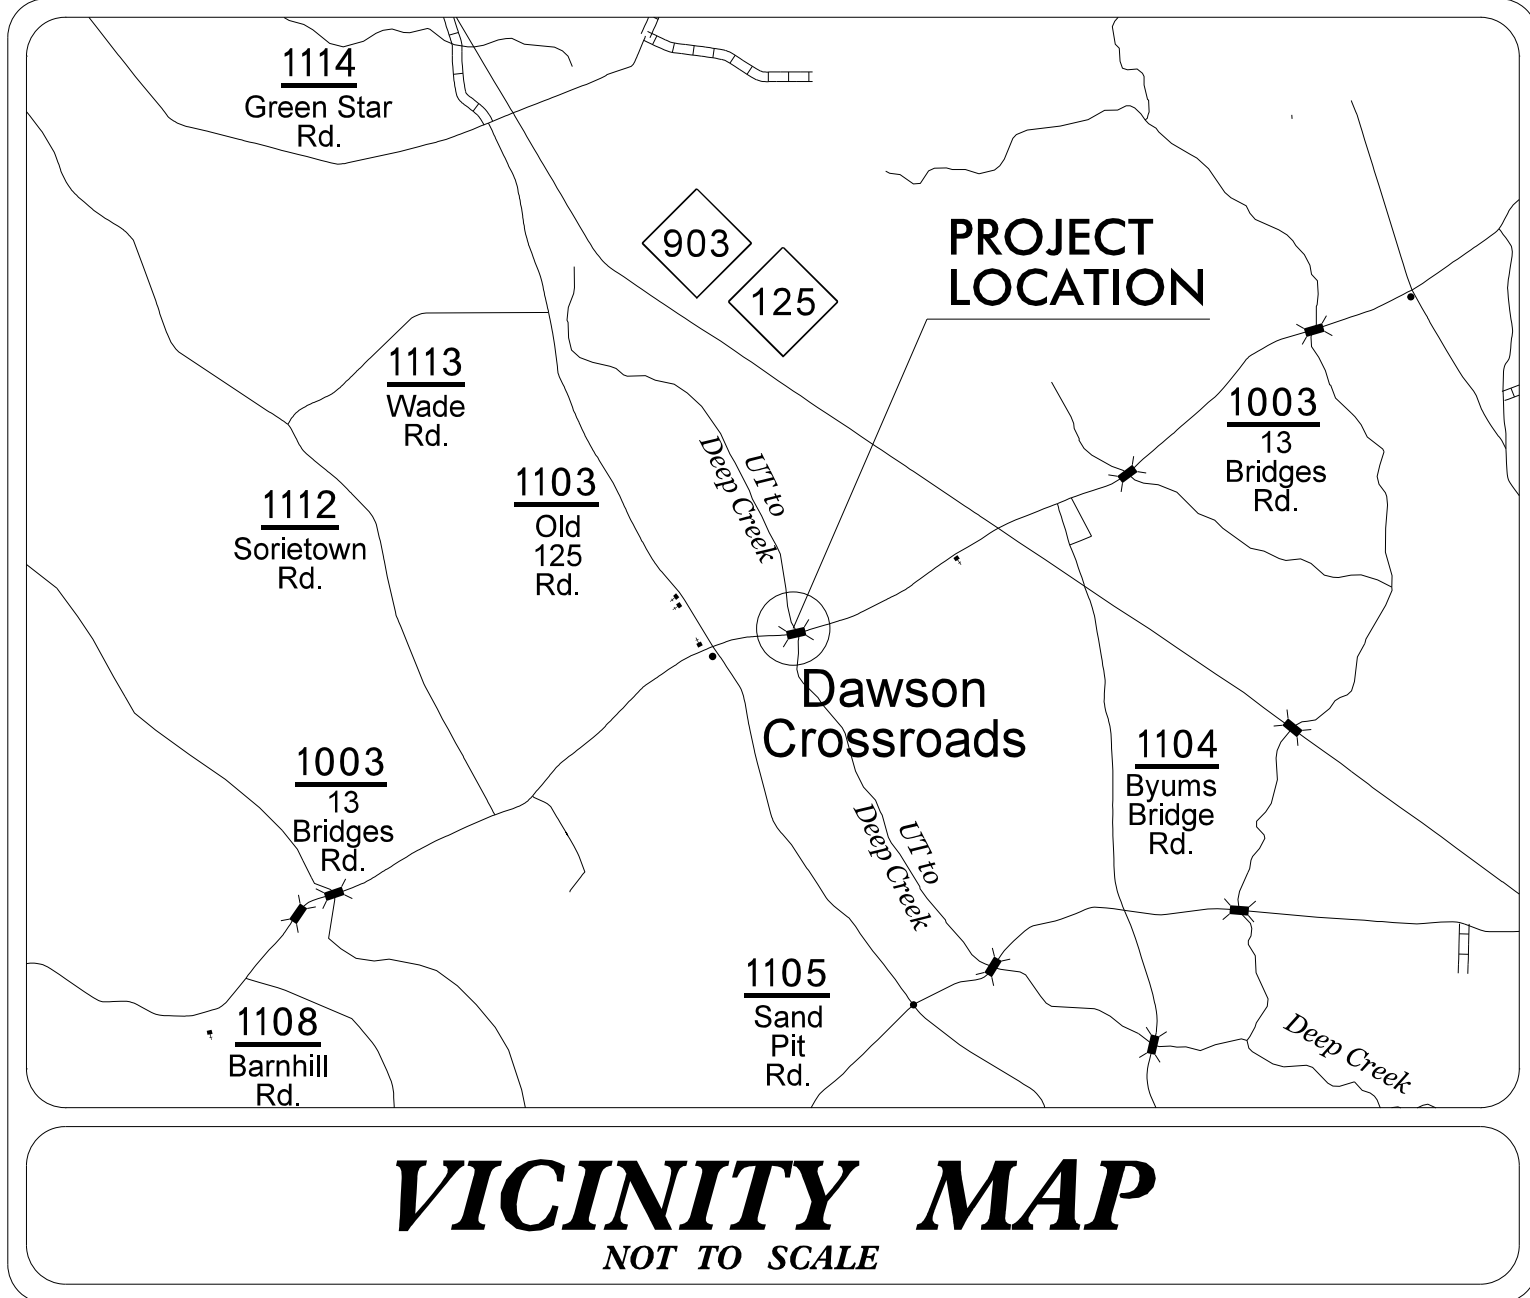 1114
Green Star
Rd.
903
125
PROJECT
LOCATION
1113
Wade
Rd.
1003
13
Bridges
Rd.
UT to
Deep Creek
1103
Old
125
Rd.
1112
Sorietown
Rd.
Dawson
Crossroads
1104
Byums
Bridge
Rd.
1003
13
Bridges
Rd.
UT to
Deep Creek
1105
Sand
Pit
Rd.
1108
Barnhill
Rd.
Deep Creek
VICINITY MAP
NOT TO SCALE